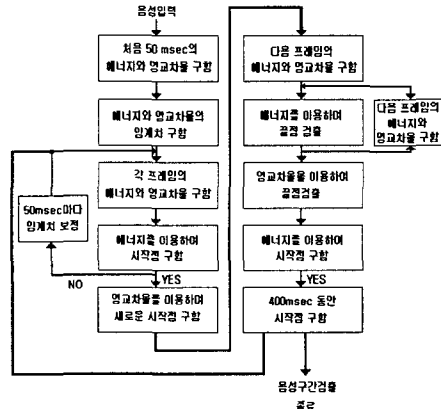 음성입력
처음 50 msec의
에너지와 영교차율 구함
에너지와 영교차율의
임계치 구함
각 프레임의
에너지와 영교차율 구함
50msec마다
임계치 보정
에너지를 이용하여
시작점 구함
NO
YES
영교차율을 이용하여
새로운 시작점 구함
다음 프레임의
에너지와 영교차율 구함
에너지를 이용하여
끝점 검출
다음 프레임의
에너지와
영교차율 구함
영교차율을 이용하여
끝점검출
에너지를 이용하여
시작점 구함
YES
400msec 동안
시작점 구함
음성구간검출
종료